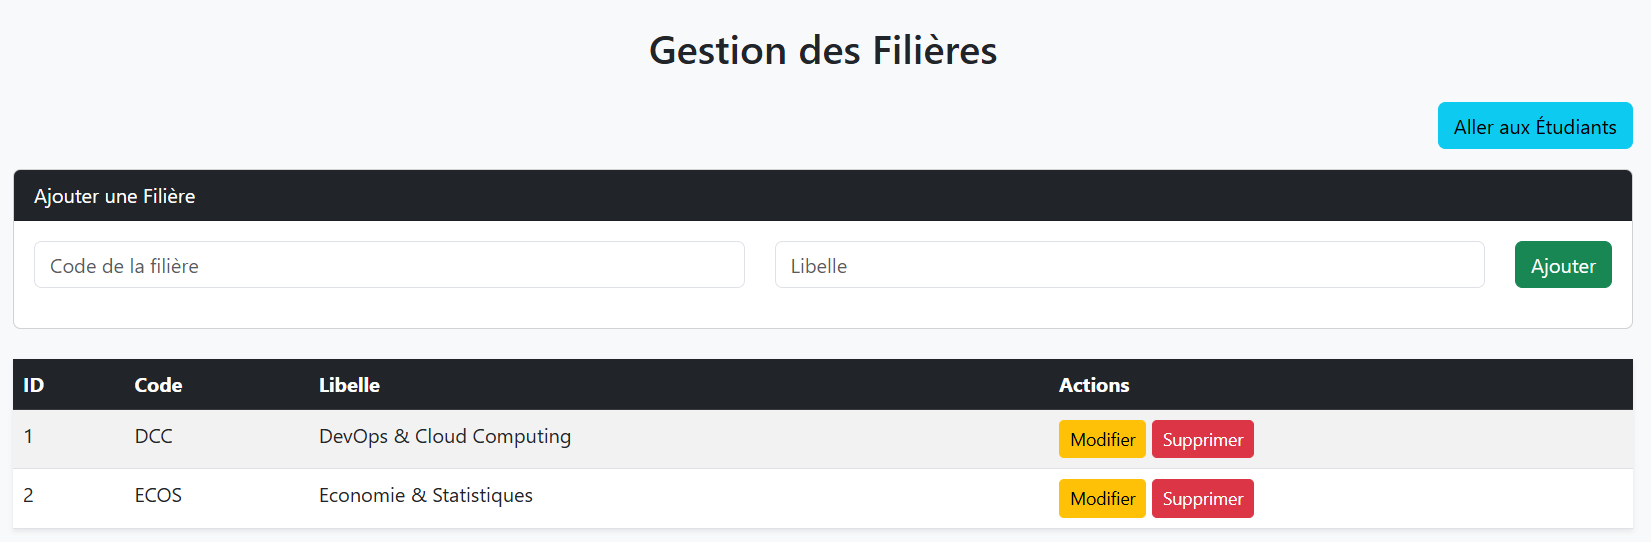 Gestion des Filières
Aller aux Étudiants
Ajouter une Filière
Code de la filière Libelle Ajouter
ID Code Libelle Actions
1 DCC DevOps & Cloud Computing Modifier Supprimer
2 ECOS Economie & Statistiques Modifier Supprimer